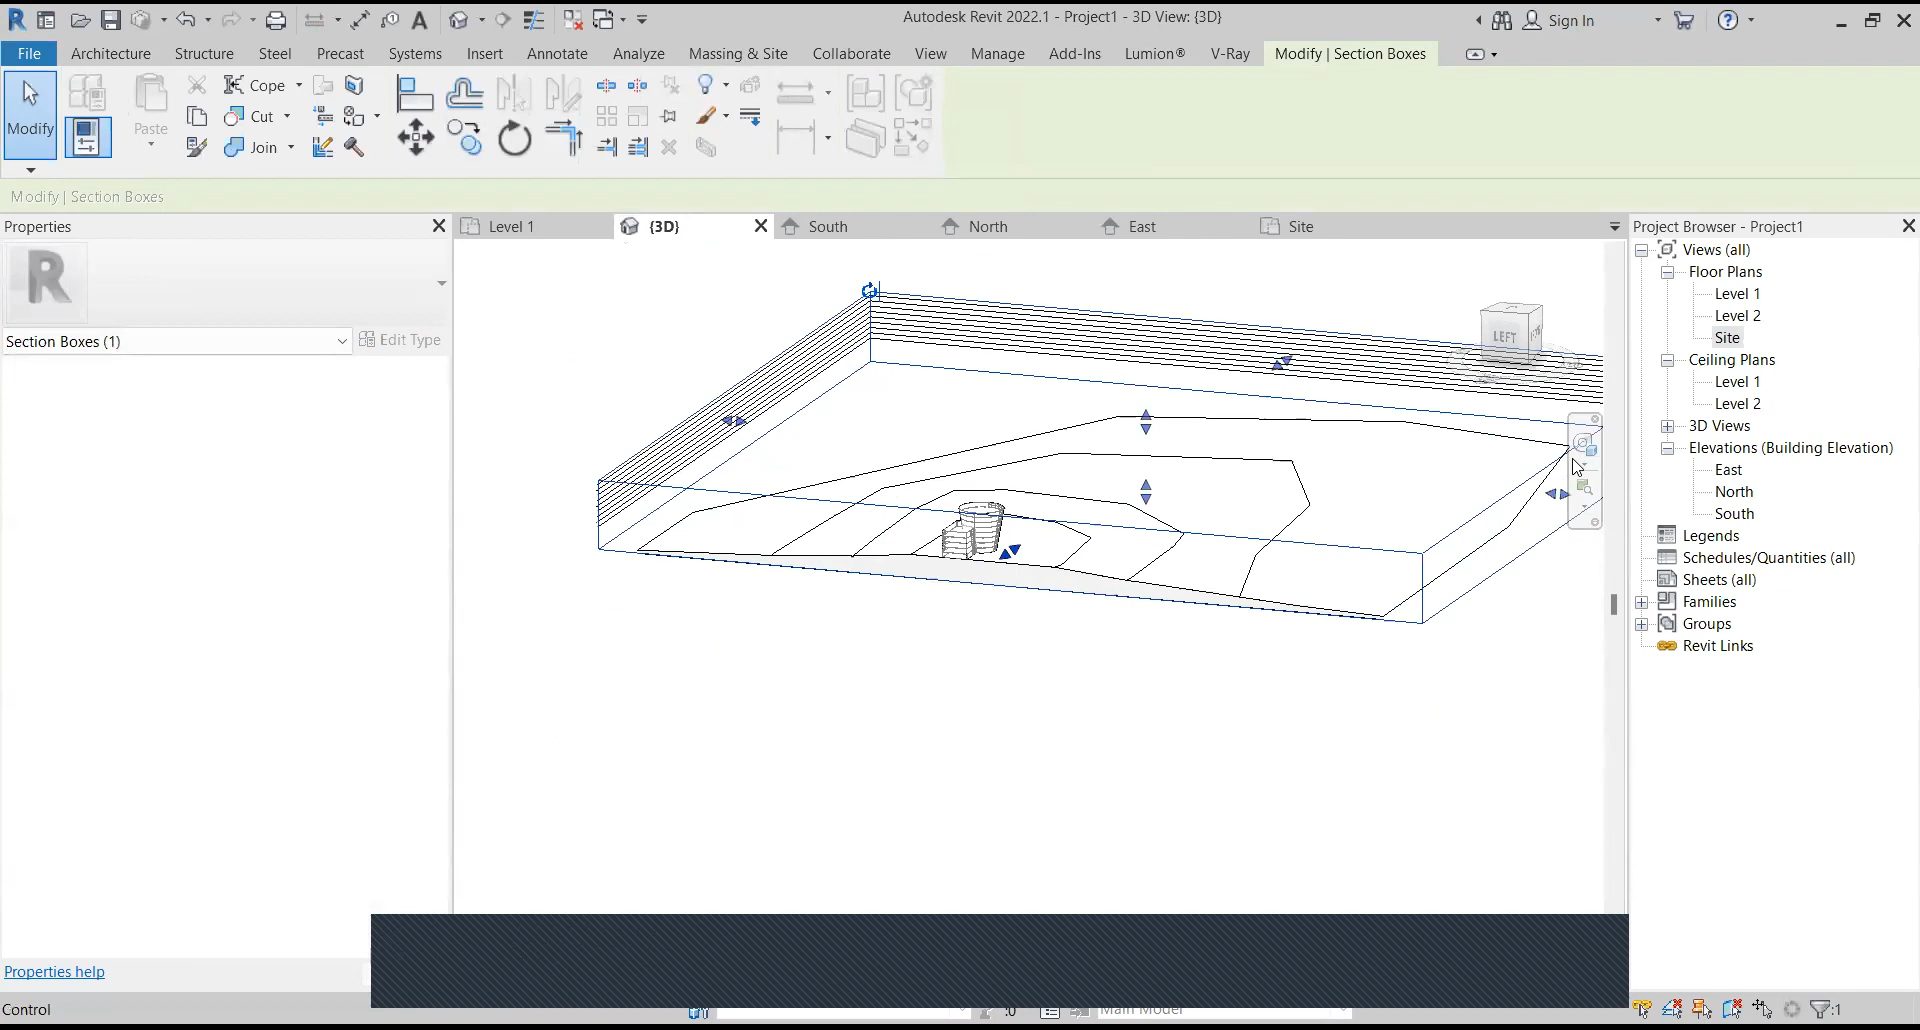 Autodesk Revit 2022.1 - Project1 - 3D View: {3D}
Sign In
File Architecture Structure Steel Precast Systems Insert Annotate Analyze Massing & Site Collaborate View Manage Add-Ins Lumion® V-Ray Modify | Section Boxes
Modify
Paste
Cope
Cut
Join
Modify | Section Boxes
Properties
Level 1
{3D}
South
North
East
Site
Project Browser - Project1
Section Boxes (1)
Edit Type
LEFT
Views (all)
Floor Plans
Level 1
Level 2
Site
Ceiling Plans
Level 1
Level 2
3D Views
Elevations (Building Elevation)
East
North
South
Legends
Schedules/Quantities (all)
Sheets (all)
Families
Groups
Revit Links
Properties help
Control
:0
Main Model
:1